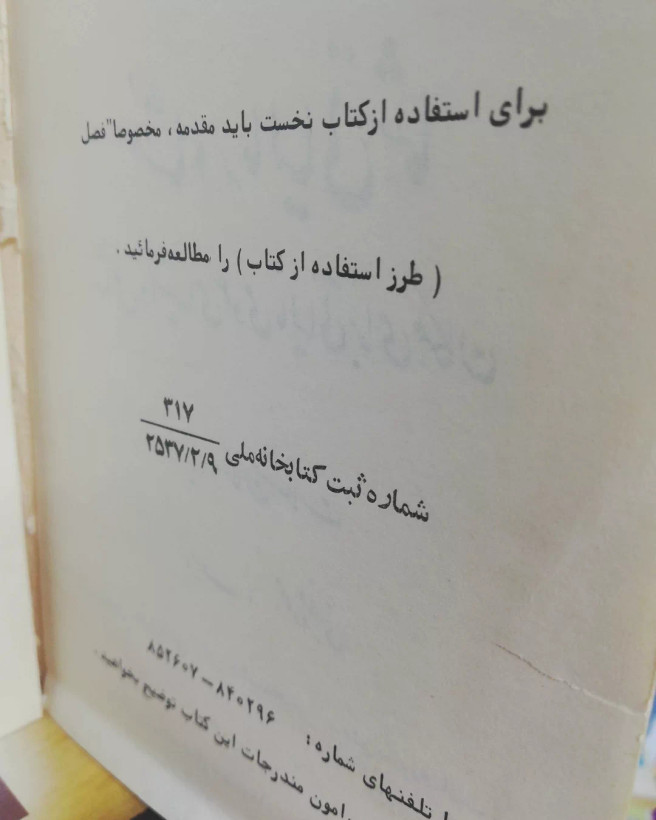 برای استفاده ازکتاب نخست باید مقدمه، مخصوصا"فصل
( طرز استفاده از کتاب) را مطالعه‌فرمائید.
۳۱۷
شماره ثبت کتابخانه‌ملی ۲۵۳۷/۲/۹
تلفنهای شماره: ۸۴۰۲۹۶ — ۸۵۲۶۰۷
مندرجات این کتاب توضیح بخواهید.